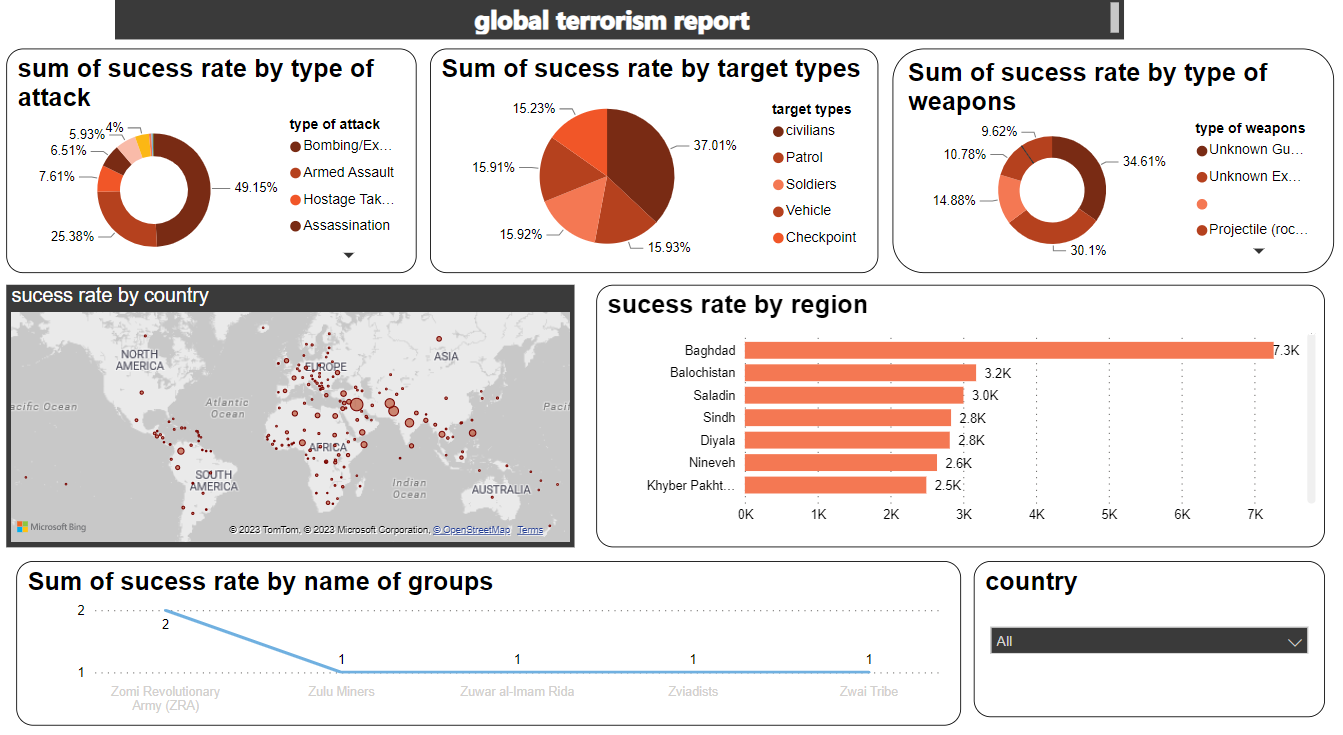 global terrorism report
sum of sucess rate by type of
attack
4%
5.93%
6.51%
7.61%
25.38%
49.15%
type of attack
Bombing/Ex...
Armed Assault
Hostage Tak...
Assassination
Sum of sucess rate by target types
15.23%
15.91%
15.92%
37.01%
15.93%
target types
civilians
Patrol
Soldiers
Vehicle
Checkpoint
Sum of sucess rate by type of
weapons
9.62%
10.78%
14.88%
34.61%
30.1%
type of weapons
Unknown Gu...
Unknown Ex...
Projectile (roc...
sucess rate by country
NORTH
AMERICA
EUROPE
ASIA
acific Ocean
Atlantic
Ocean
Pacif
AFRICA
SOUTH
AMERICA
Indian
Ocean
AUSTRALIA
Microsoft Bing
© 2023 TomTom, © 2023 Microsoft Corporation, © OpenStreetMap Terms
sucess rate by region
Baghdad 7.3K
Balochistan 3.2K
Saladin 3.0K
Sindh 2.8K
Diyala 2.8K
Nineveh 2.6K
Khyber Pakht... 2.5K
0K 1K 2K 3K 4K 5K 6K 7K
Sum of sucess rate by name of groups
2
2
1 1 1 1
1
Zomi Revolutionary
Army (ZRA)
Zulu Miners
Zuwar al-Imam Rida
Zviadists
Zwai Tribe
country
All